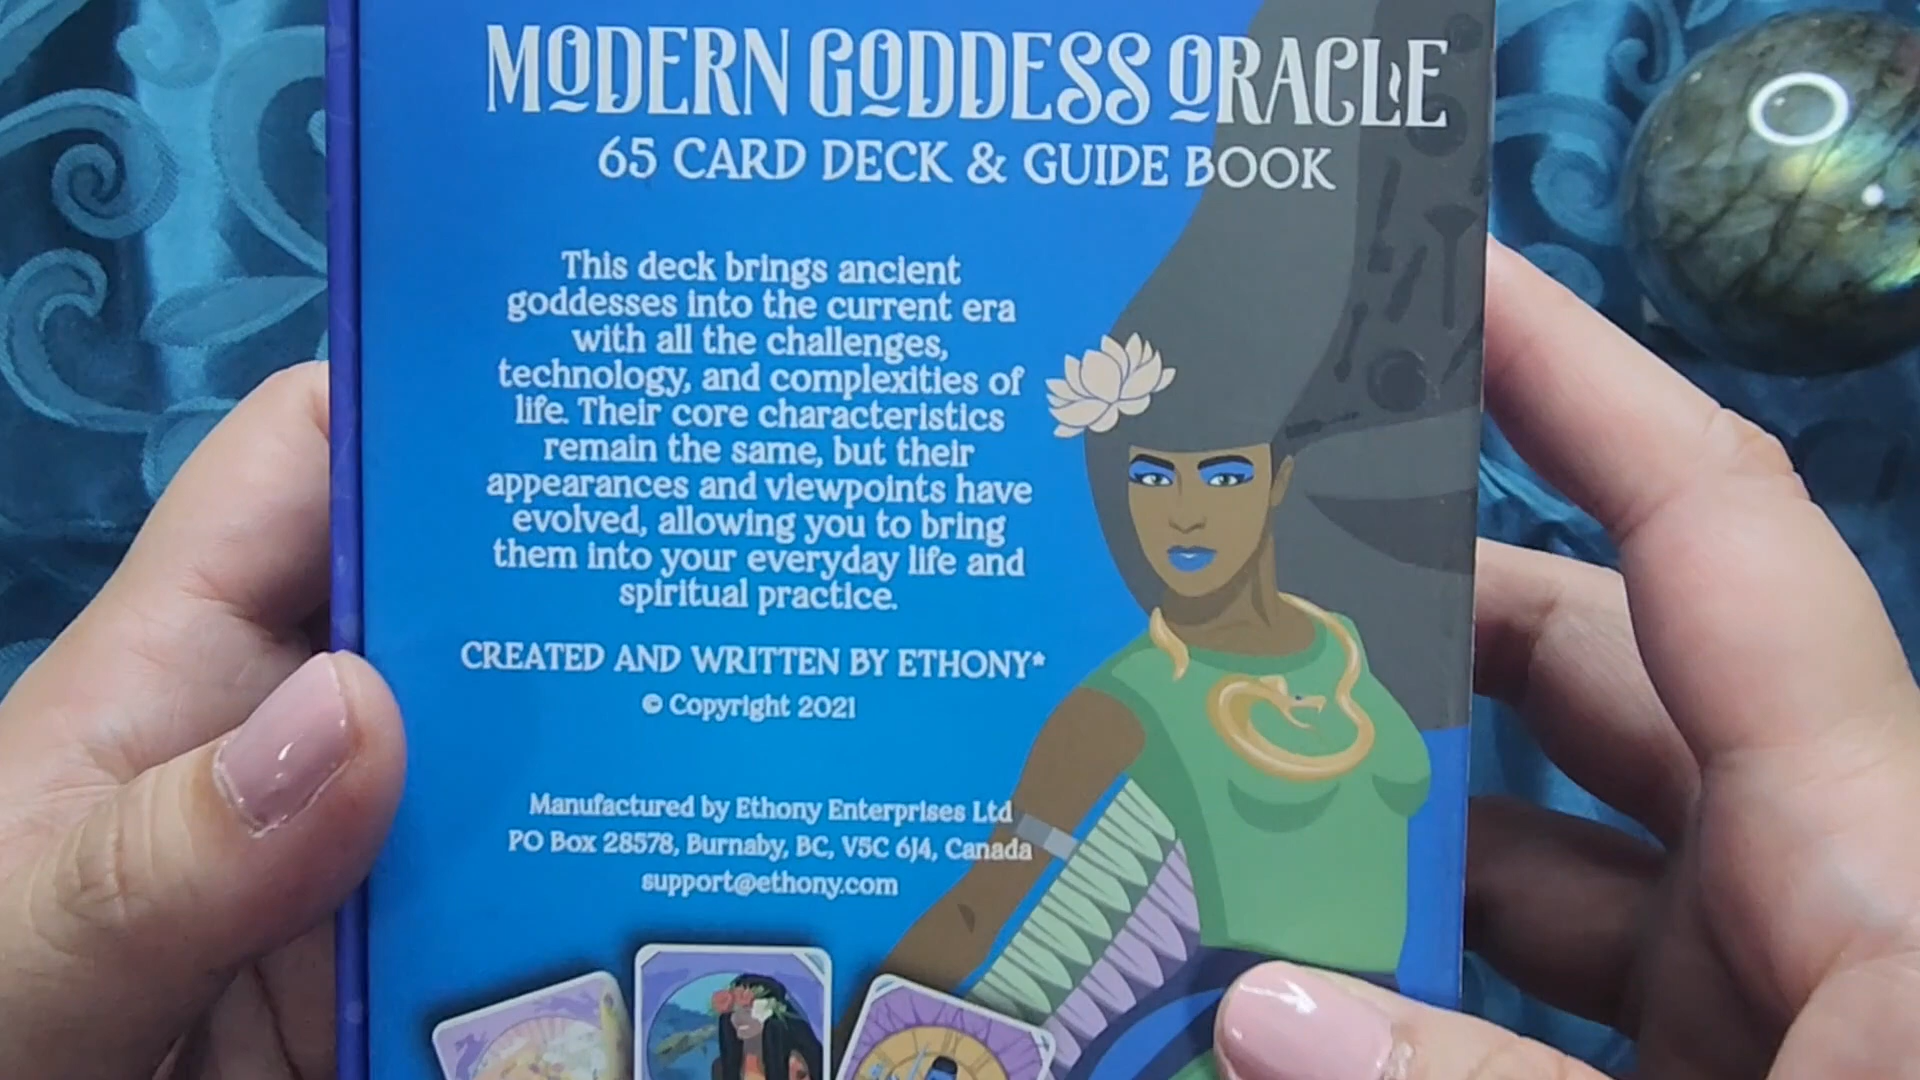 MODERN GODDESS ORACLE
65 CARD DECK & GUIDE BOOK
This deck brings ancient
goddesses into the current era
with all the challenges,
technology, and complexities of
life. Their core characteristics
remain the same, but their
appearances and viewpoints have
evolved, allowing you to bring
them into your everyday life and
spiritual practice.
CREATED AND WRITTEN BY ETHONY*
© Copyright 2021
Manufactured by Ethony Enterprises Ltd
PO Box 28578, Burnaby, BC, V5C 6J4, Canada
support@ethony.com